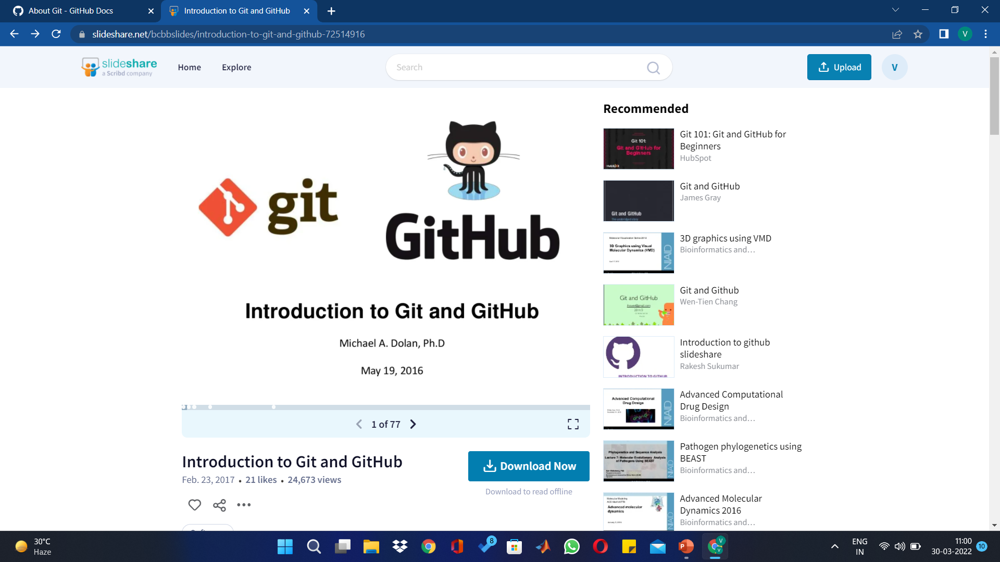 About Git - GitHub Docs
Introduction to Git and GitHub
slideshare.net/bcbbslides/introduction-to-git-and-github-72514916
V
slideshare
a Scribd company
Home
Explore
Search
Upload
V
git
GitHub
Introduction to Git and GitHub
Michael A. Dolan, Ph.D
May 19, 2016
1 of 77
Introduction to Git and GitHub
Feb. 23, 2017 • 21 likes • 24,673 views
Download Now
Download to read offline
Recommended
Git 101:
Git and GitHub for
Beginners
HubSpot
Git 101: Git and GitHub for
Beginners
HubSpot
Git and GitHub
Git and GitHub
James Gray
Molecular Visualization Series 2012
3D Graphics using Visual
Molecular Dynamics (VMD)
NIAID
3D graphics using VMD
Bioinformatics and...
Git and GitHub
Git and Github
Wen-Tien Chang
INTRODUCTION TO GITHUB
Introduction to github
slideshare
Rakesh Sukumar
Advanced Computational
Drug Design
NIAID
Advanced Computational
Drug Design
Bioinformatics and...
Phylogenetics and Sequence Analysis
Lecture 7: Molecular Evolutionary Analysis
of Pathogens Using BEAST
NIAID
Pathogen phylogenetics using
BEAST
Bioinformatics and...
Molecular Modeling
Advanced molecular
dynamics
NIAID
Advanced Molecular
Dynamics 2016
Bioinformatics and...
30°C
Haze
8
P
V
V
ENG
IN
11:00
30-03-2022
10